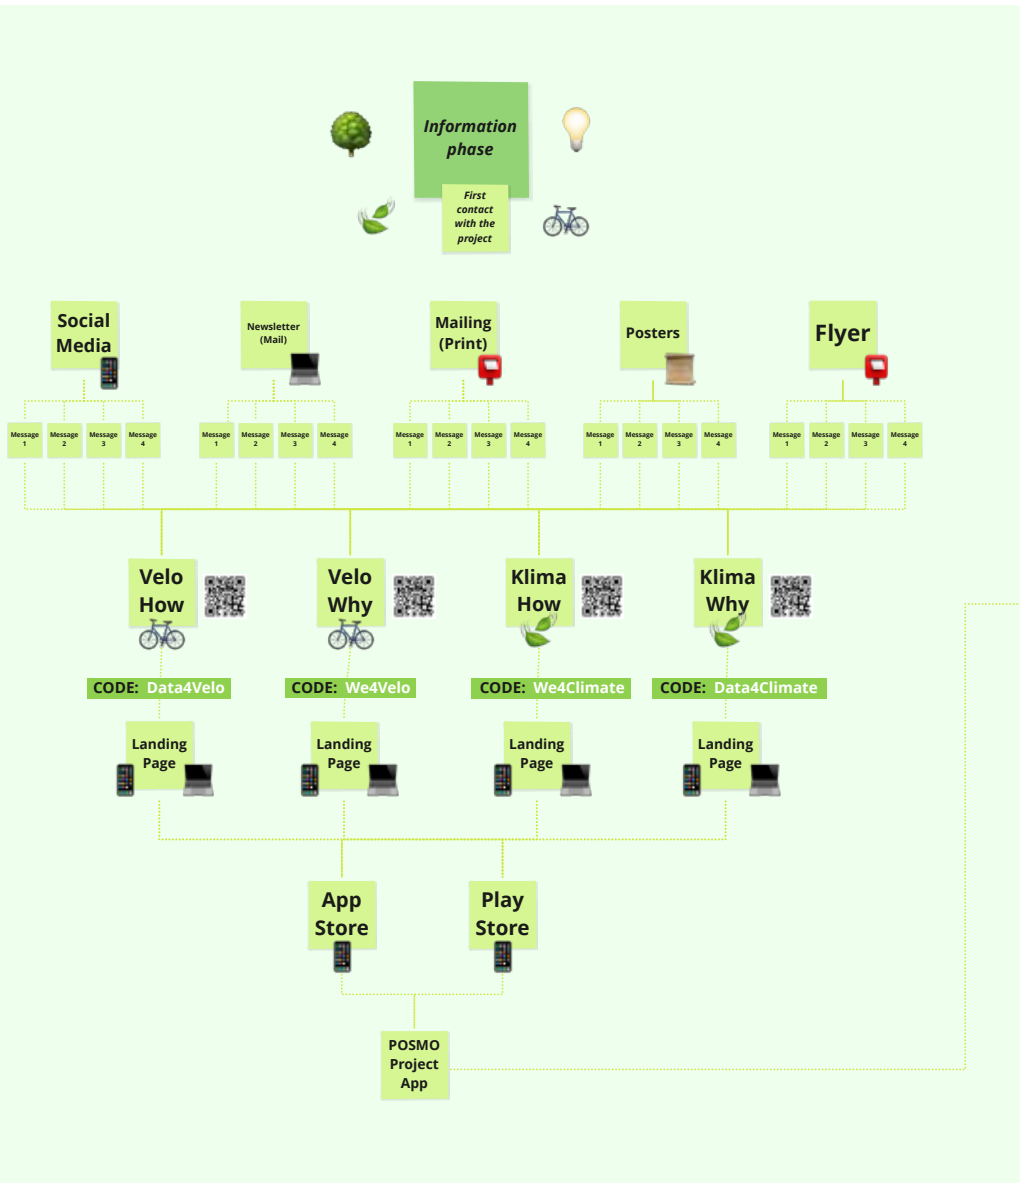 Information
phase
First
contact
with the
project
Social
Media
Newsletter
(Mail)
Mailing
(Print)
Posters
Flyer
Message
1
Message
2
Message
3
Message
4
Message
1
Message
2
Message
3
Message
4
Message
1
Message
2
Message
3
Message
4
Message
1
Message
2
Message
3
Message
4
Message
1
Message
2
Message
3
Message
4
Velo
How
Velo
Why
Klima
How
Klima
Why
CODE: Data4Velo
CODE: We4Velo
CODE: We4Climate
CODE: Data4Climate
Landing
Page
Landing
Page
Landing
Page
Landing
Page
App
Store
Play
Store
POSMO
Project
App